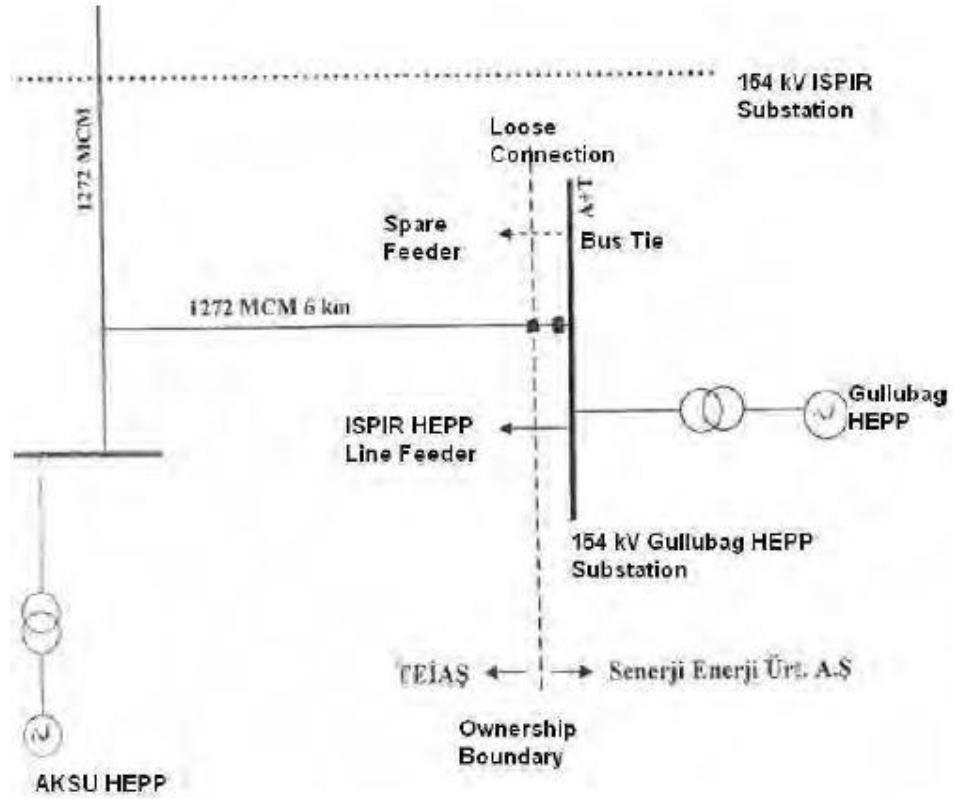 154 kV ISPIR
Substation
1272 MCM
Loose
Connection
A+T
Spare
Feeder
Bus Tie
1272 MCM 6 km
Gullubag
HEPP
ISPIR HEPP
Line Feeder
154 kV Gullubag HEPP
Substation
TEİAŞ
Senerji Enerji Ürt. A.Ş
Ownership
Boundary
AKSU HEPP